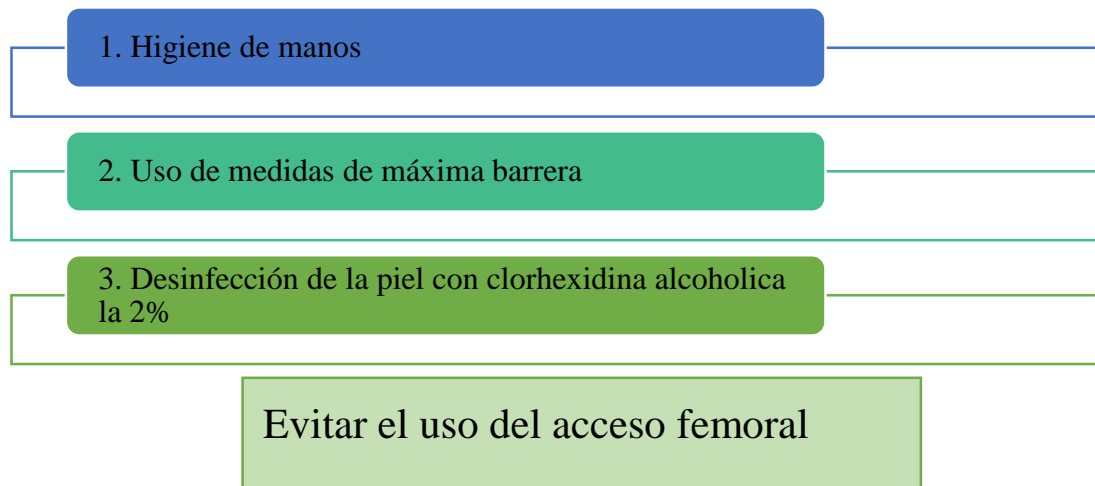 1. Higiene de manos
2. Uso de medidas de máxima barrera
3. Desinfección de la piel con clorhexidina alcoholica
la 2%
Evitar el uso del acceso femoral